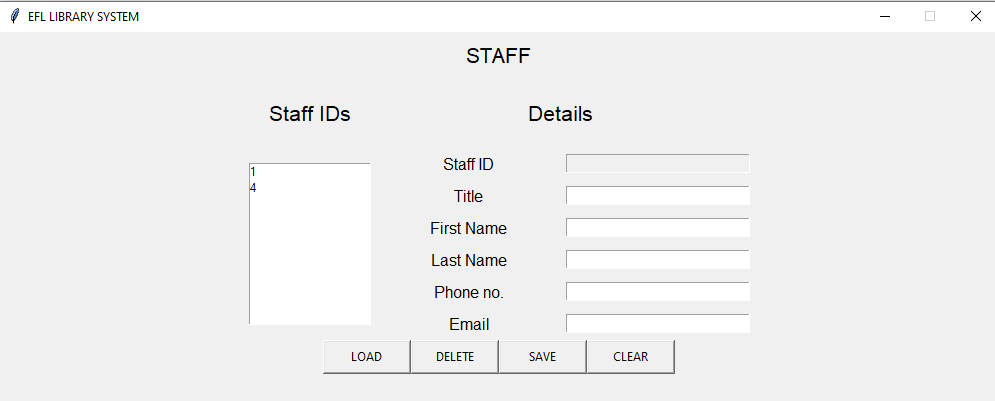 EFL LIBRARY SYSTEM
STAFF
Staff IDs
Details
1
4
Staff ID
Title
First Name
Last Name
Phone no.
Email
LOAD DELETE SAVE CLEAR